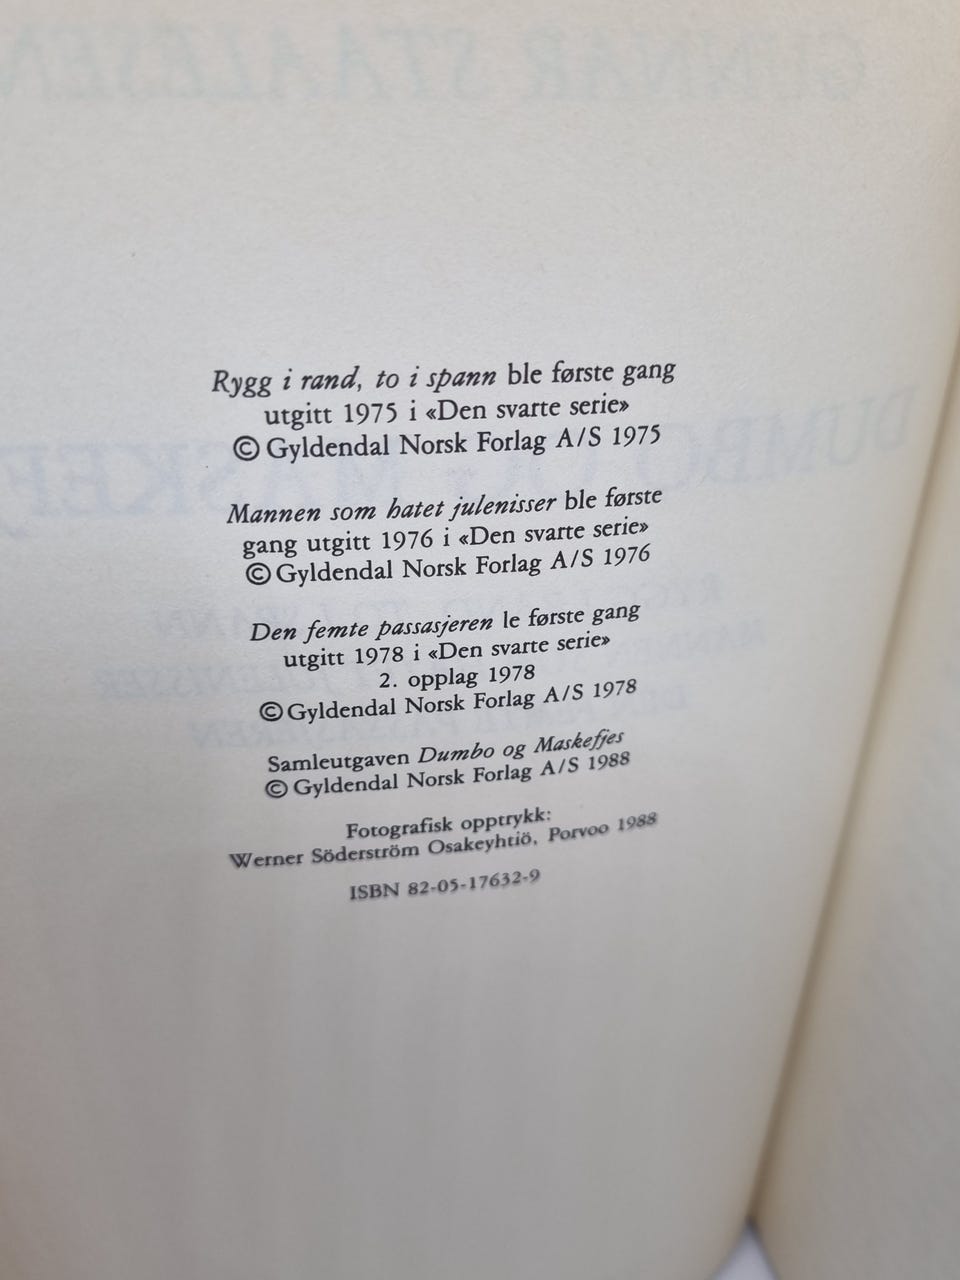 GUNNAR STAALESEN
Rygg i rand, to i spann ble første gang
utgitt 1975 i «Den svarte serie»
© Gyldendal Norsk Forlag A/S 1975
Mannen som hatet julenisser ble første
gang utgitt 1976 i «Den svarte serie»
© Gyldendal Norsk Forlag A/S 1976
Den femte passasjeren le første gang
utgitt 1978 i «Den svarte serie»
2. opplag 1978
© Gyldendal Norsk Forlag A/S 1978
Samleutgaven Dumbo og Maskefjes
© Gyldendal Norsk Forlag A/S 1988
Fotografisk opptrykk:
Werner Söderström Osakeyhtiö, Porvoo 1988
ISBN 82-05-17632-9